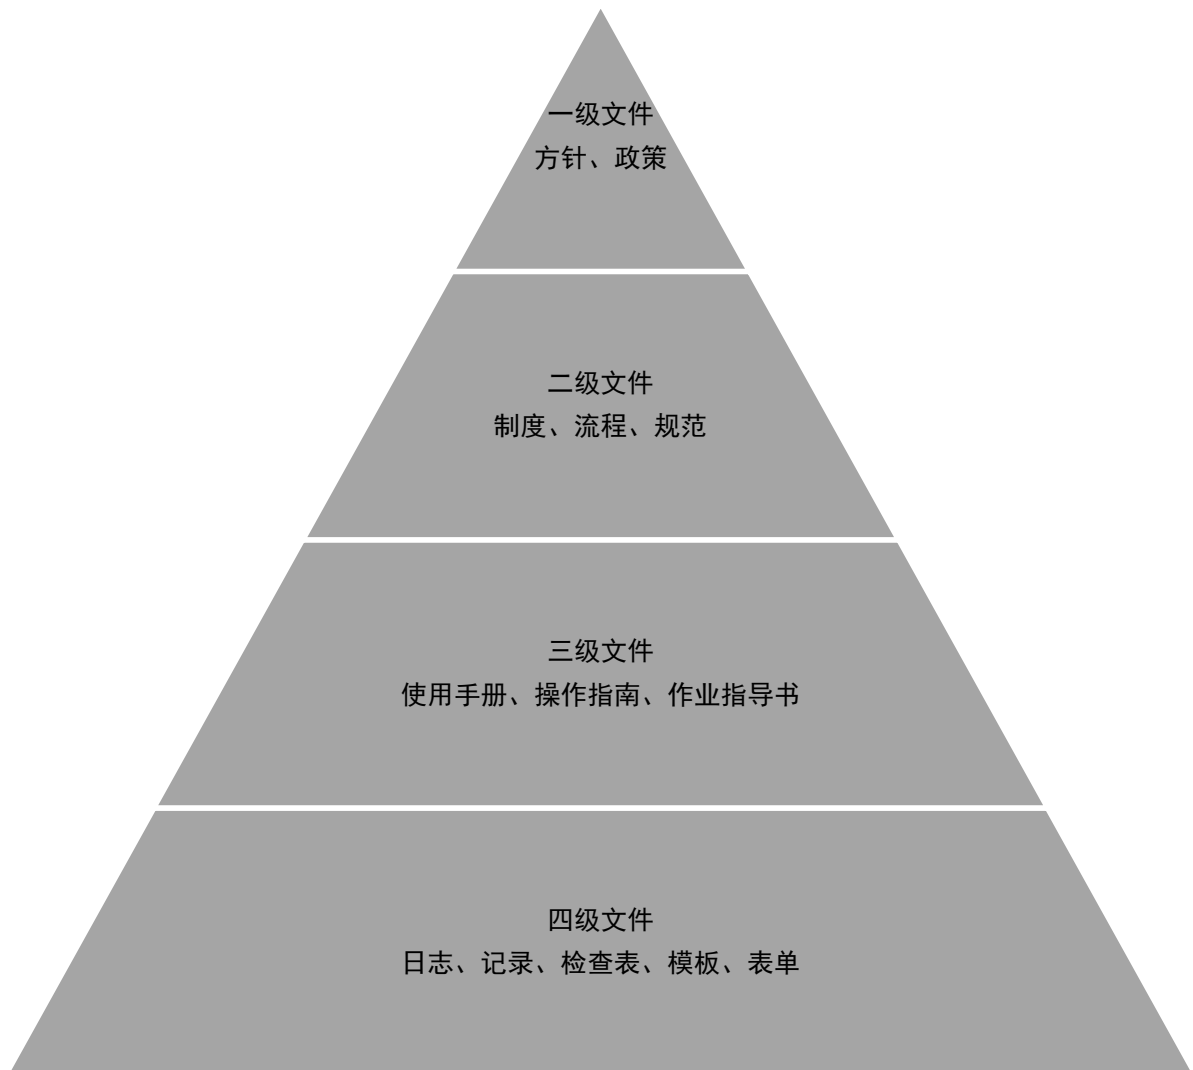 一级文件
方针、政策
二级文件
制度、流程、规范
三级文件
使用手册、操作指南、作业指导书
四级文件
日志、记录、检查表、模板、表单